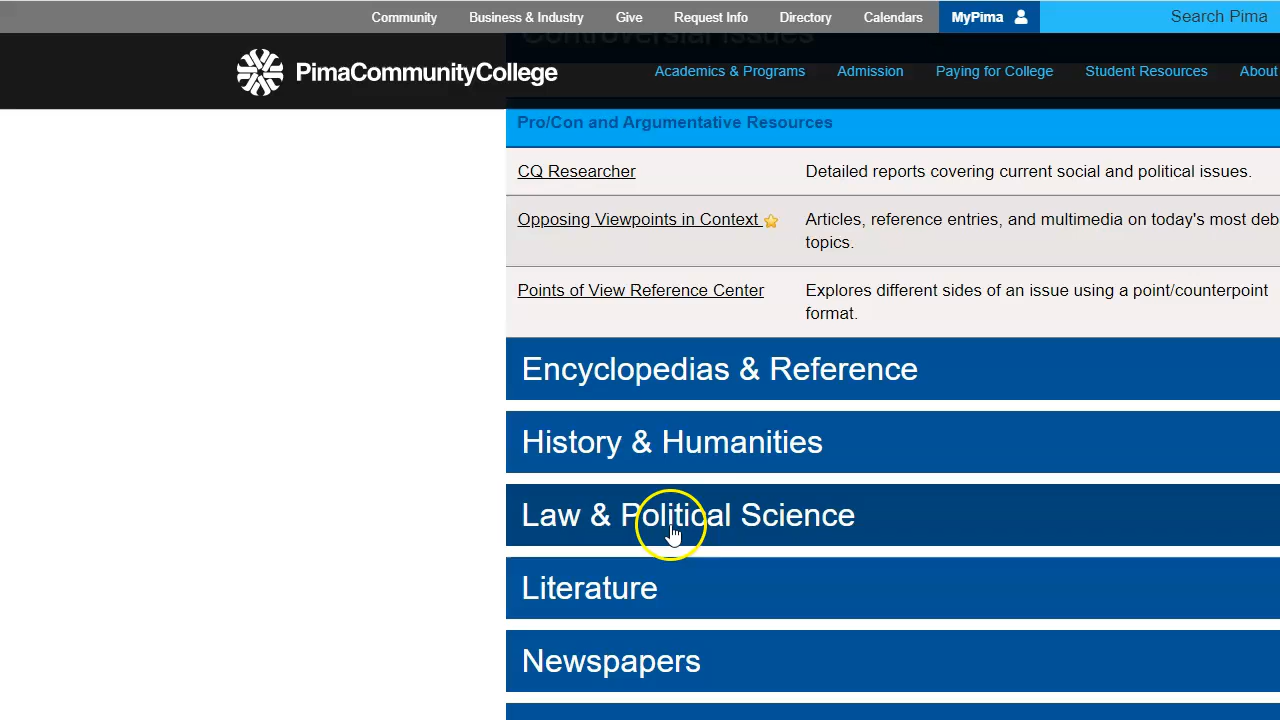 Community Business & Industry Give Request Info Directory Calendars MyPima Search Pima
Controversial Issues
PimaCommunityCollege Academics & Programs Admission Paying for College Student Resources About
Pro/Con and Argumentative Resources
CQ Researcher Detailed reports covering current social and political issues.
Opposing Viewpoints in Context Articles, reference entries, and multimedia on today's most deb
topics.
Points of View Reference Center Explores different sides of an issue using a point/counterpoint
format.
Encyclopedias & Reference
History & Humanities
Law & Political Science
Literature
Newspapers